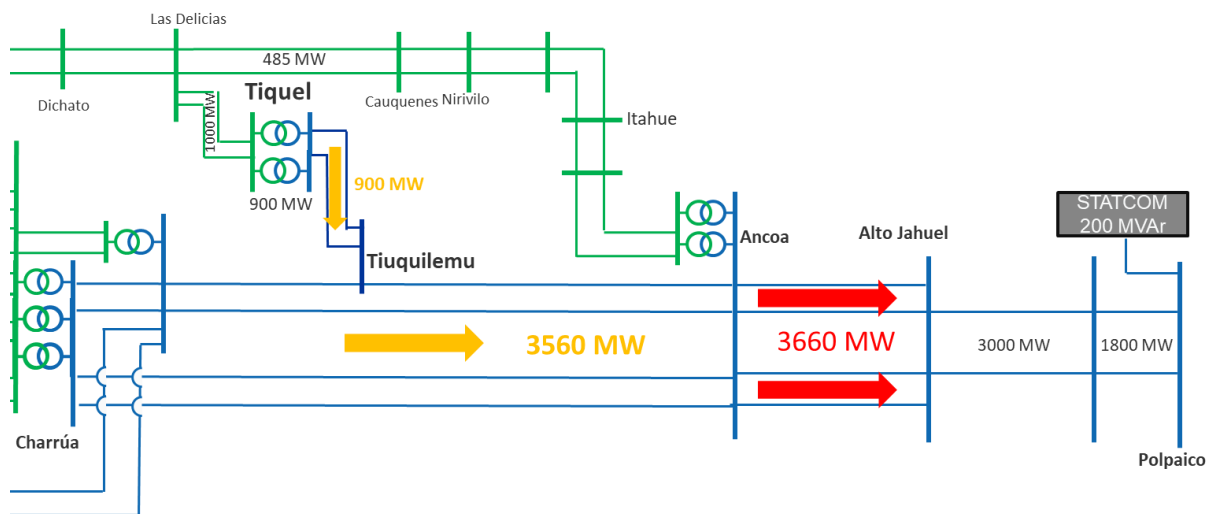 Las Delicias
485 MW
Dichato
Tiquel
Cauquenes
Nirivilo
1000 MW
Itahue
900 MW
900 MW
STATCOM
200 MVAr
Ancoa
Alto Jahuel
Tiuquilemu
3560 MW
3660 MW
3000 MW
1800 MW
Charrúa
Polpaico